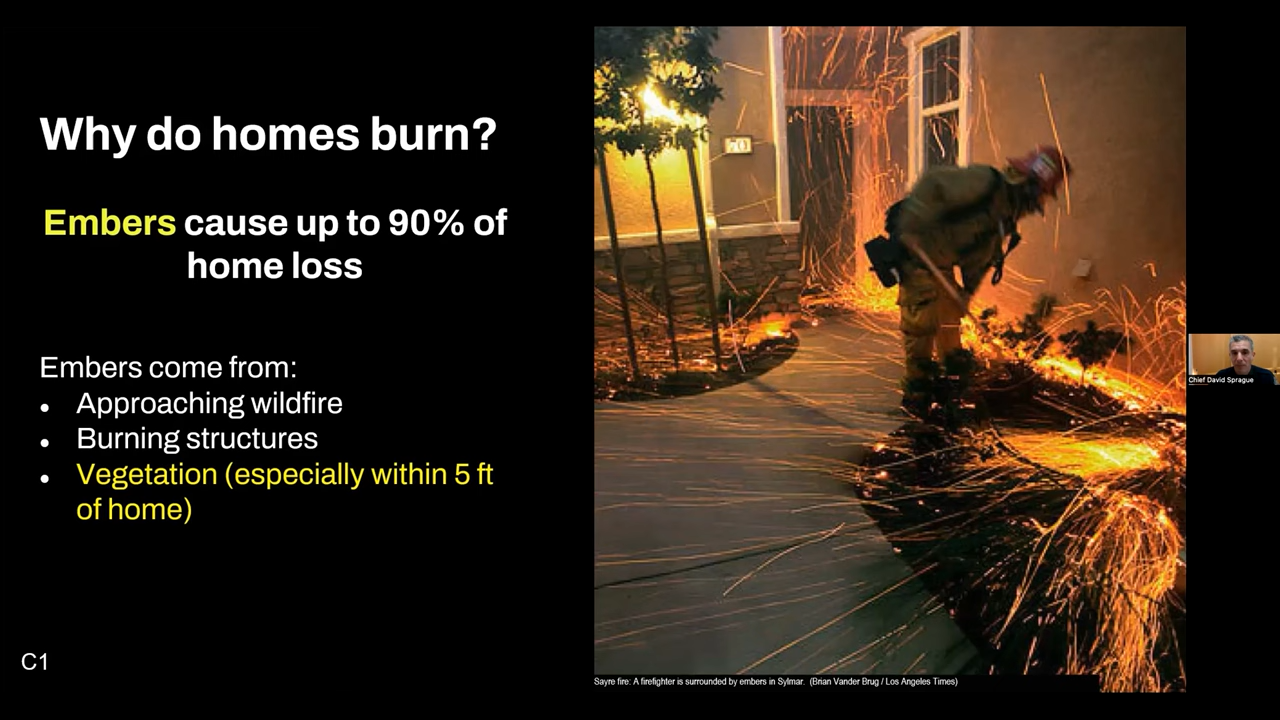 Why do homes burn?
Embers cause up to 90% of
home loss
Embers come from:
● Approaching wildfire
● Burning structures
● Vegetation (especially within 5 ft
of home)
C1
70
Sayre fire: A firefighter is surrounded by embers in Sylmar. (Brian Vander Brug / Los Angeles Times)
Chief David Sprague